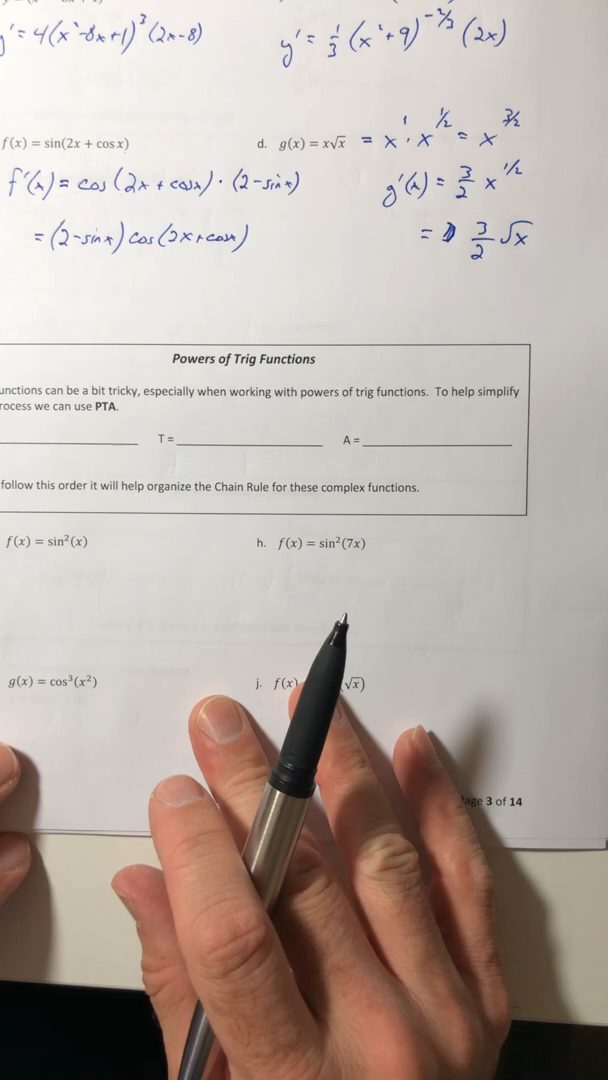 y' = 4(x²-8x+1)³(2x-8)
y' = 1/3 (x²+9)^(-2/3) (2x)
f(x) = sin(2x + cos x)
d. g(x) = x√x = x¹·x^(1/2) = x^(3/2)
f'(x) = cos(2x + cosx)·(2-sinx)
g'(x) = 3/2 x^(1/2)
= (2-sinx) cos(2x+cosx)
= 3/2 √x
Powers of Trig Functions
unctions can be a bit tricky, especially when working with powers of trig functions. To help simplify
rocess we can use PTA.
T = A =
follow this order it will help organize the Chain Rule for these complex functions.
f(x) = sin²(x)
h. f(x) = sin²(7x)
g(x) = cos³(x²)
j. f(x) √x)
age 3 of 14